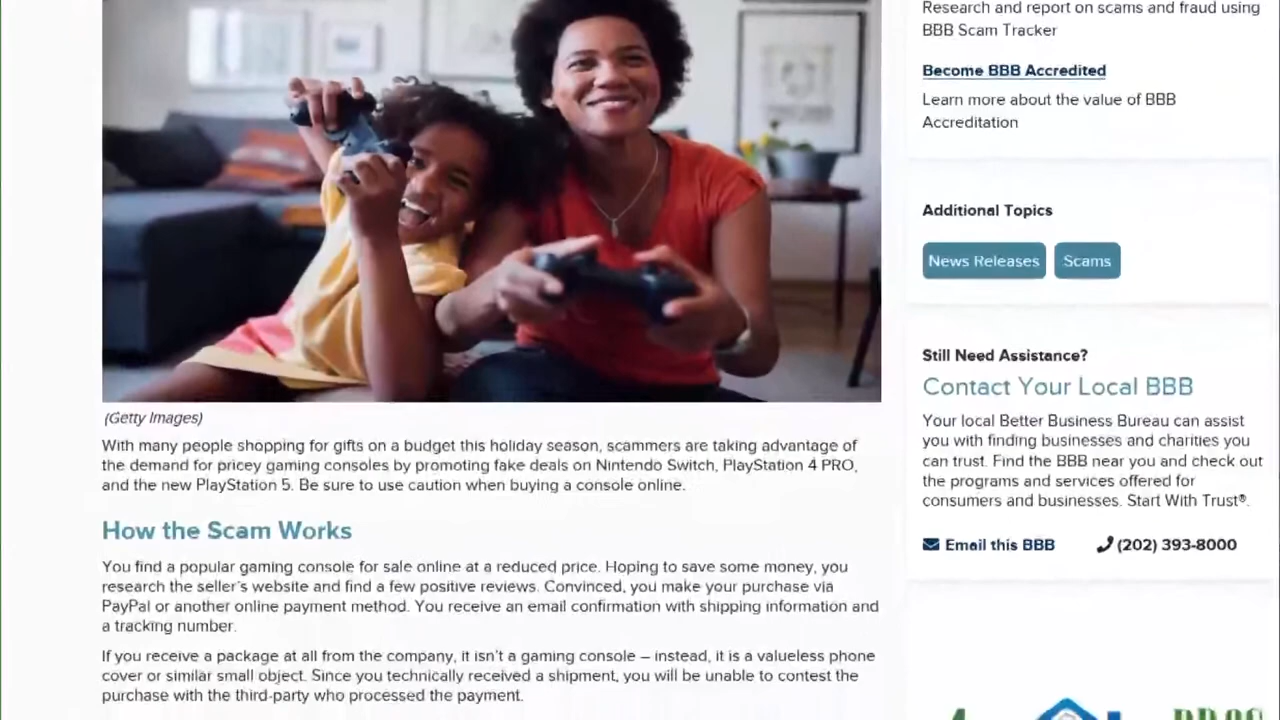 Research and report on scams and fraud using
BBB Scam Tracker
Become BBB Accredited
Learn more about the value of BBB
Accreditation
Additional Topics
News Releases
Scams
Still Need Assistance?
Contact Your Local BBB
Your local Better Business Bureau can assist
you with finding businesses and charities you
can trust. Find the BBB near you and check out
the programs and services offered for
consumers and businesses. Start With Trust®.
Email this BBB
(202) 393-8000
(Getty Images)
With many people shopping for gifts on a budget this holiday season, scammers are taking advantage of
the demand for pricey gaming consoles by promoting fake deals on Nintendo Switch, PlayStation 4 PRO,
and the new PlayStation 5. Be sure to use caution when buying a console online.
How the Scam Works
You find a popular gaming console for sale online at a reduced price. Hoping to save some money, you
research the seller's website and find a few positive reviews. Convinced, you make your purchase via
PayPal or another online payment method. You receive an email confirmation with shipping information and
a tracking number.
If you receive a package at all from the company, it isn't a gaming console – instead, it is a valueless phone
cover or similar small object. Since you technically received a shipment, you will be unable to contest the
purchase with the third-party who processed the payment.